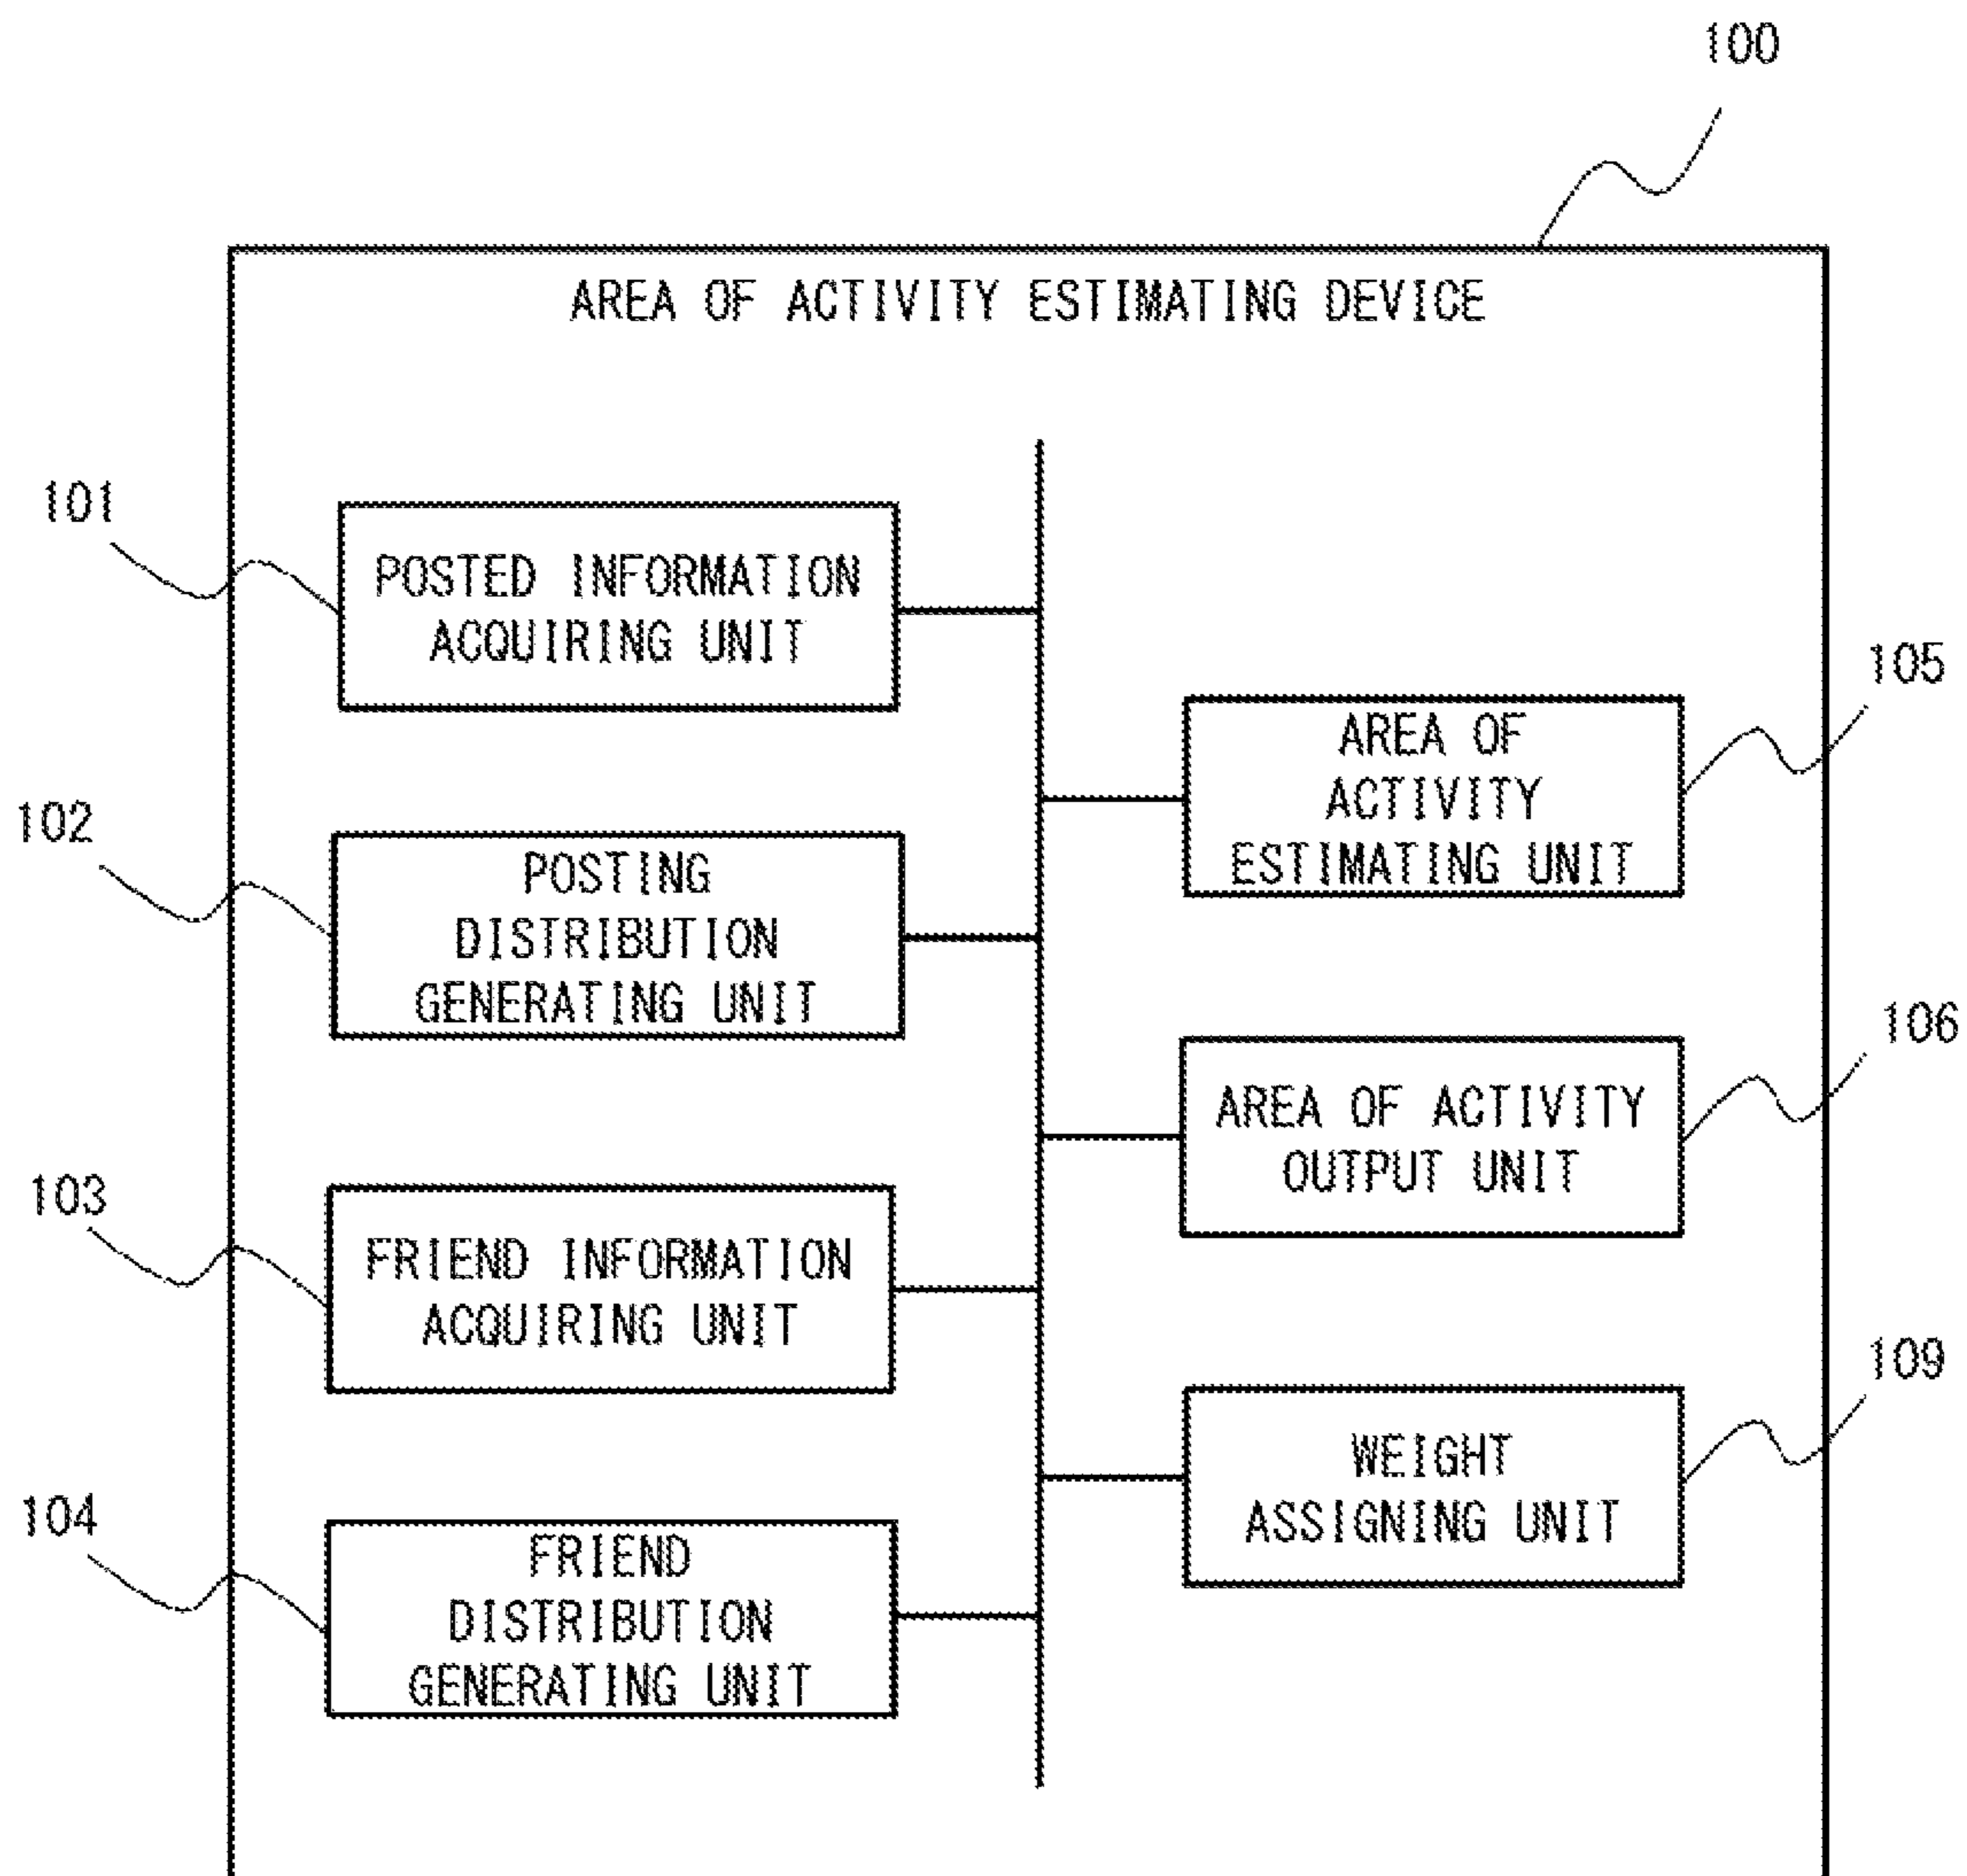 100
AREA OF ACTIVITY ESTIMATING DEVICE
101
POSTED INFORMATION
ACQUIRING UNIT
102
POSTING
DISTRIBUTION
GENERATING UNIT
103
FRIEND INFORMATION
ACQUIRING UNIT
104
FRIEND
DISTRIBUTION
GENERATING UNIT
105
AREA OF
ACTIVITY
ESTIMATING UNIT
106
AREA OF ACTIVITY
OUTPUT UNIT
109
WEIGHT
ASSIGNING UNIT